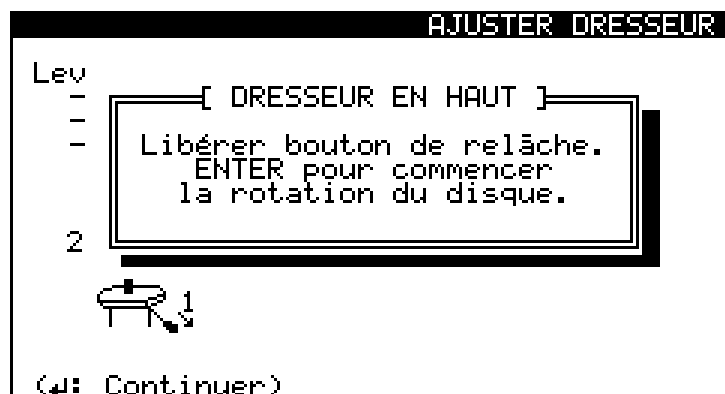 AJUSTER DRESSEUR
Lev
[ DRESSEUR EN HAUT ]
Libérer bouton de relâche.
ENTER pour commencer
la rotation du disque.
2
1
(↵: Continuer)